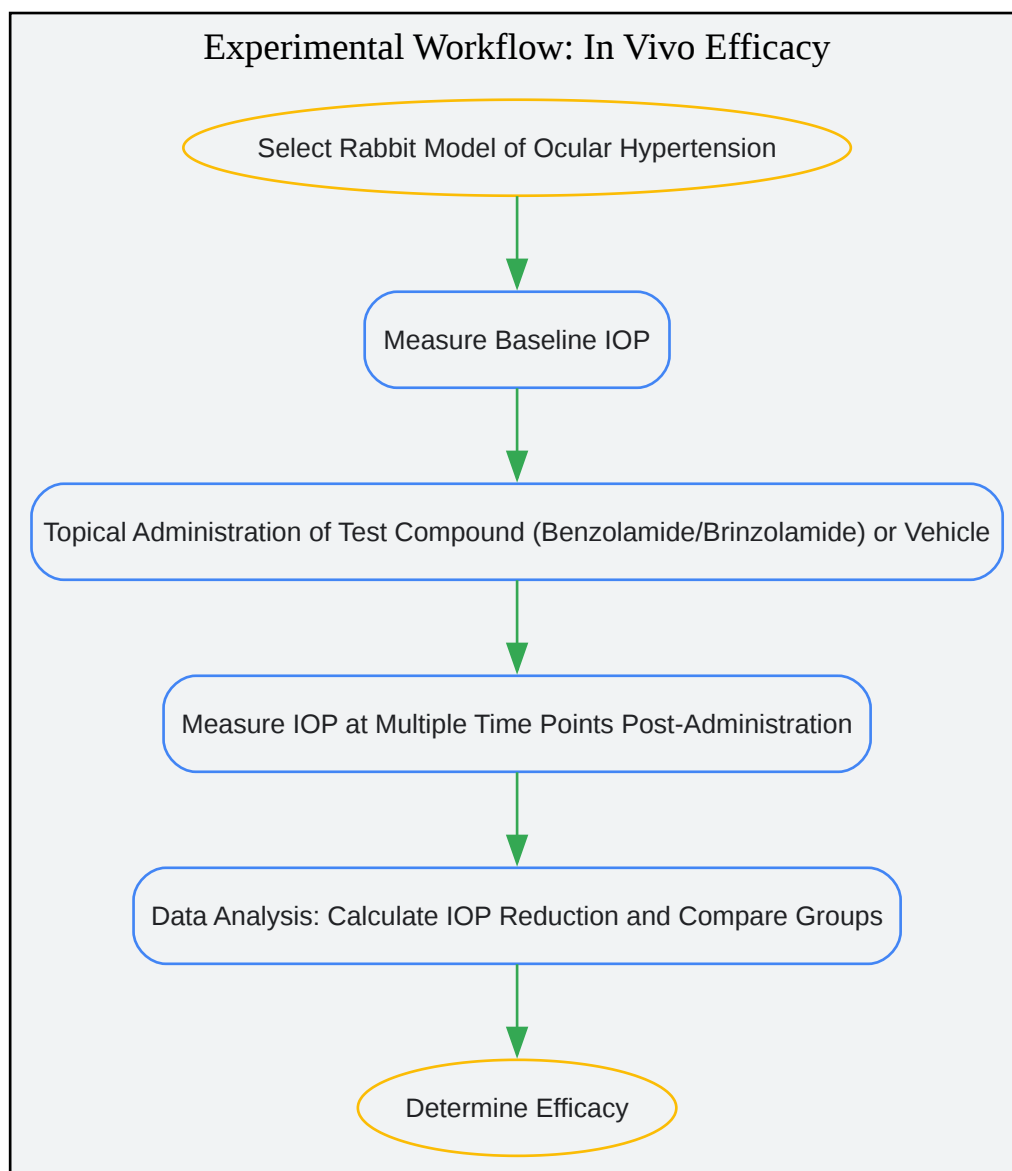 Experimental Workflow: In Vivo Efficacy
Select Rabbit Model of Ocular Hypertension
Measure Baseline IOP
Topical Administration of Test Compound (Benzolamide/Brinzolamide) or Vehicle
Measure IOP at Multiple Time Points Post-Administration
Data Analysis: Calculate IOP Reduction and Compare Groups
Determine Efficacy